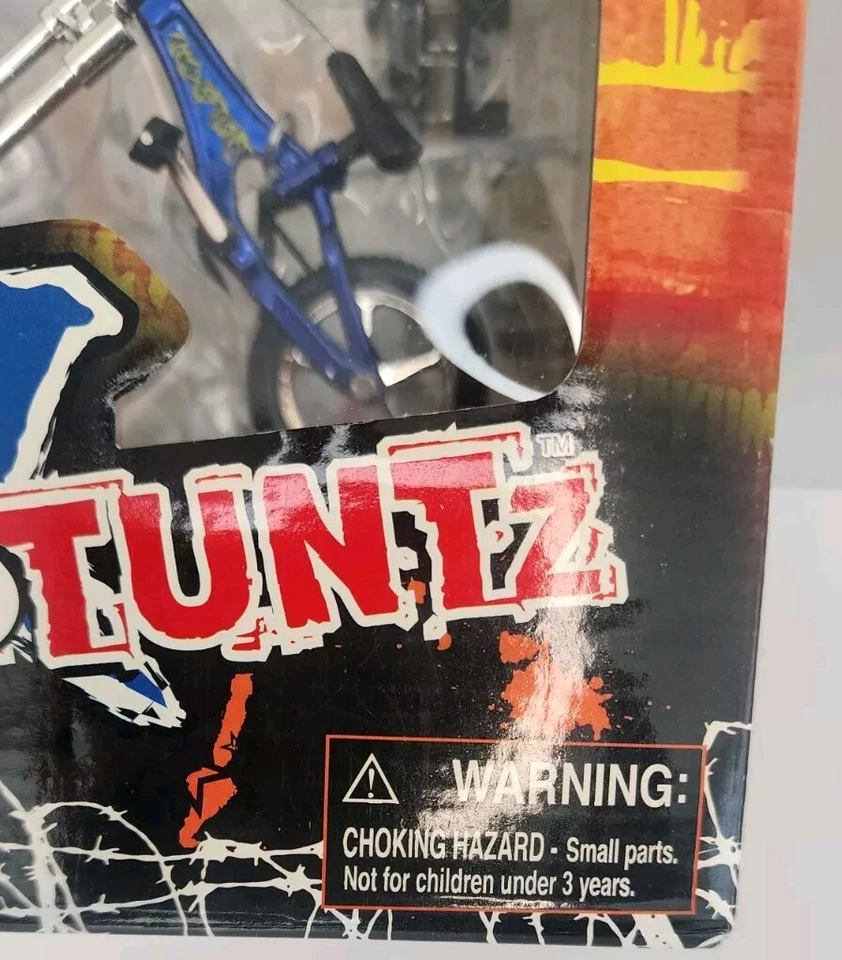 TUNTZ
TM
WARNING:
CHOKING HAZARD - Small parts.
Not for children under 3 years.